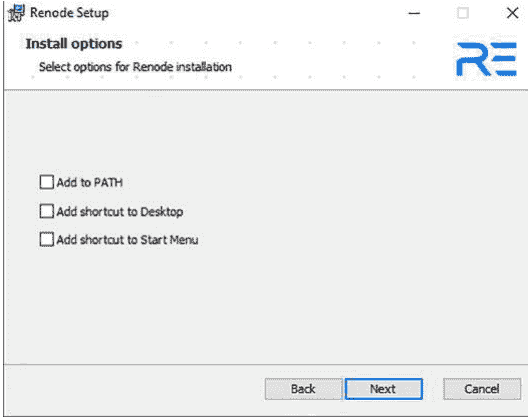 Renode Setup
Install options
Select options for Renode installation
RE
Add to PATH
Add shortcut to Desktop
Add shortcut to Start Menu
Back
Next
Cancel